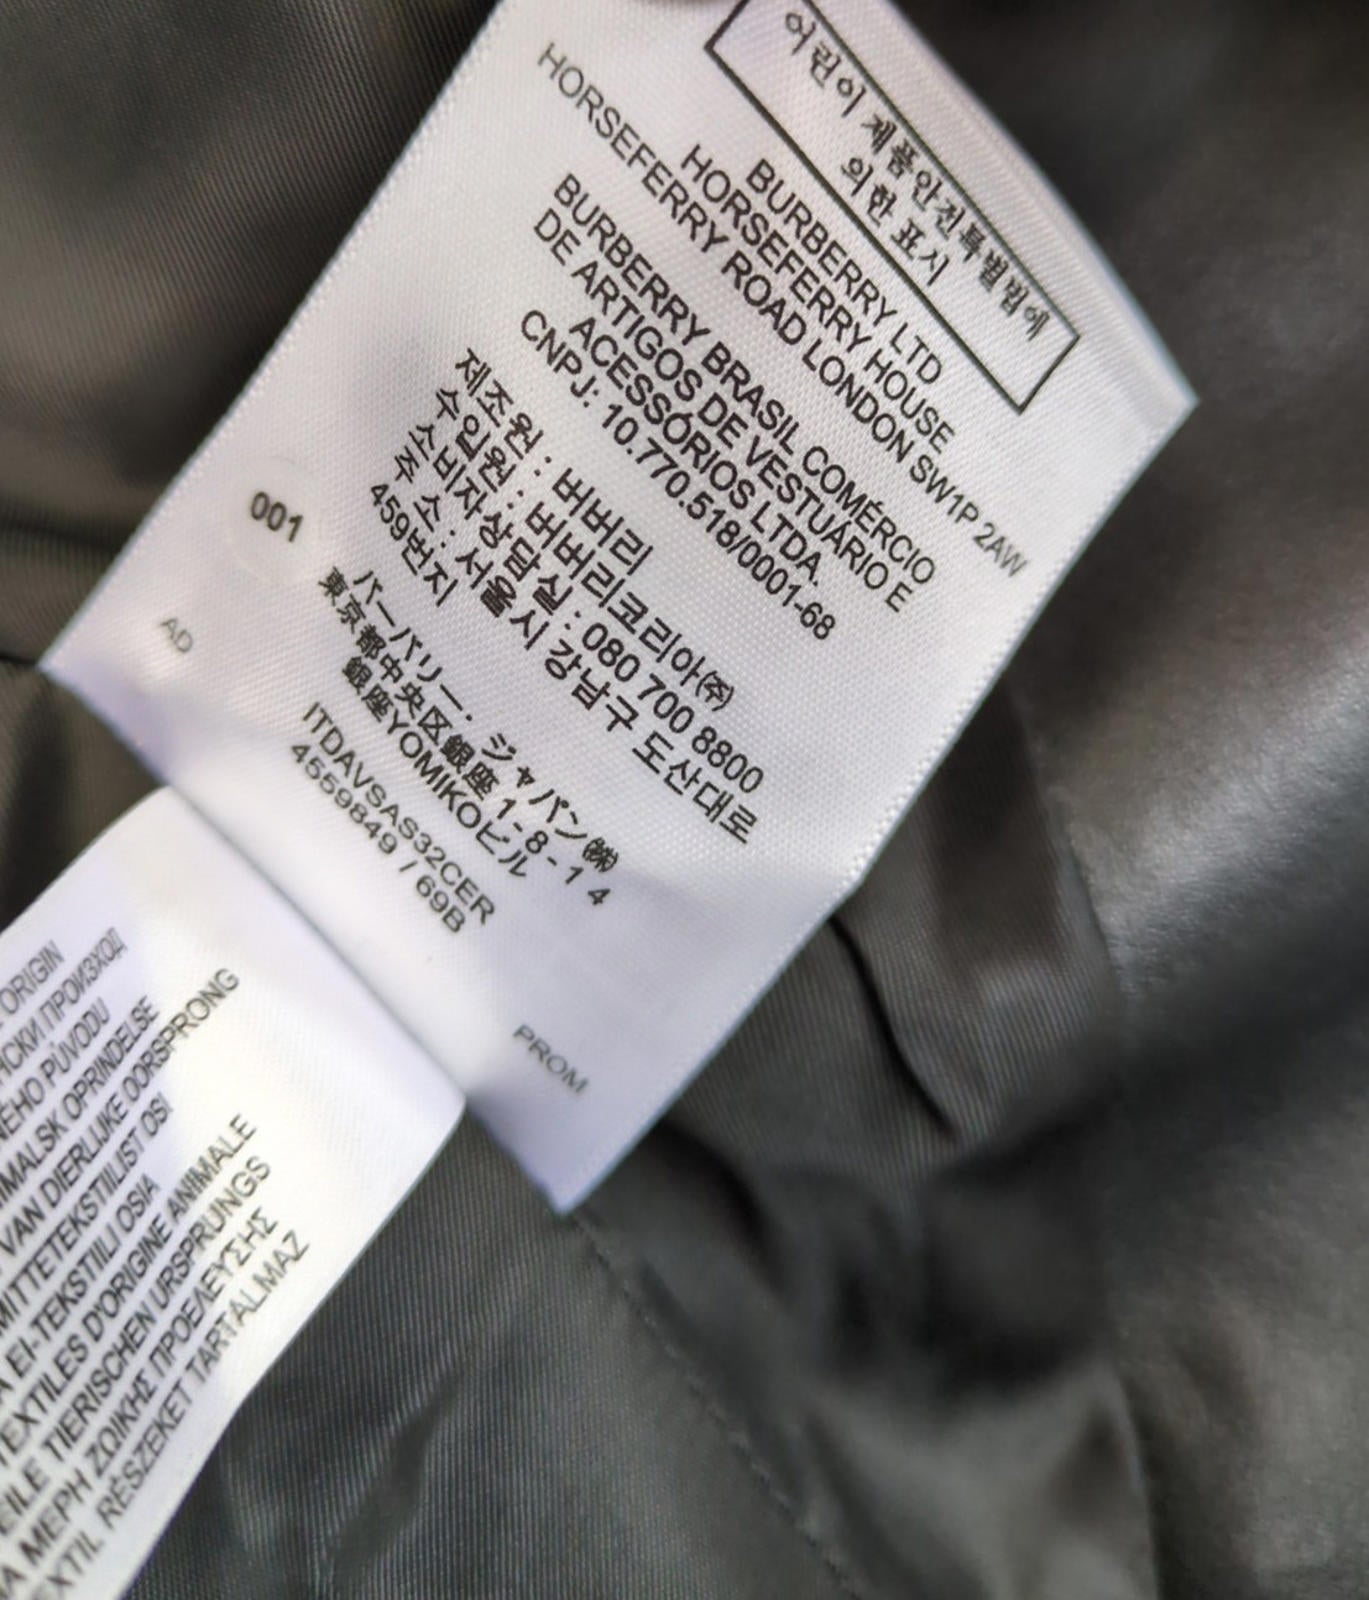 어린이 제품안전특별법에
의한 표시
BURBERRY LTD
HORSEFERRY HOUSE
HORSEFERRY ROAD LONDON SW1P 2AW
BURBERRY BRASIL COMÉRCIO
DE ARTIGOS DE VESTUÁRIO E
ACESSÓRIOS LTDA.
CNPJ: 10.770.518/0001-68
제조원 : 버버리
수입원 : 버버리코리아㈜
소비자상담실 : 080 700 8800
주 소 : 서울시 강남구 도산대로
459번지
001
バーバリー. ジャパン㈱
東京都中央区銀座 1-8-14
銀座YOMIKOビル
AD
ITDAVSAS32CER
4559849 / 69B
PROM
ORIGIN
ПРОИЗХОД
PŮVODU
OPRINDELSE
VAN DIERLIJKE OORSPRONG
OSI
EI-TEKSTIILI OSIA
TEXTILES D'ORIGINE ANIMALE
TIERISCHEN URSPRUNGS
ΜΕΡΗ ΖΩΙΚΗΣ ΠΡΟΕΛΕΥΣΗΣ
RÉSZEKET TARTALMAZ